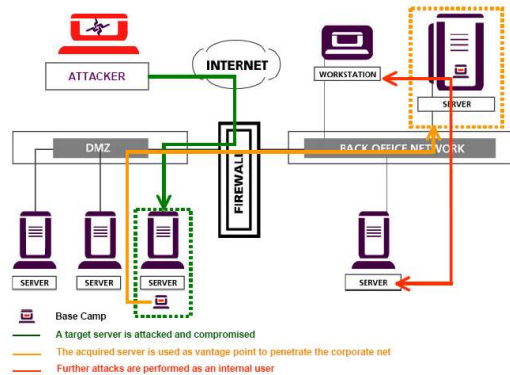 ATTACKER
INTERNET
WORKSTATION
SERVER
DMZ
FIREWALL
BACK OFFICE NETWORK
SERVER
SERVER
SERVER
SERVER
Base Camp
A target server is attacked and compromised
The acquired server is used as vantage point to penetrate the corporate net
Further attacks are performed as an internal user